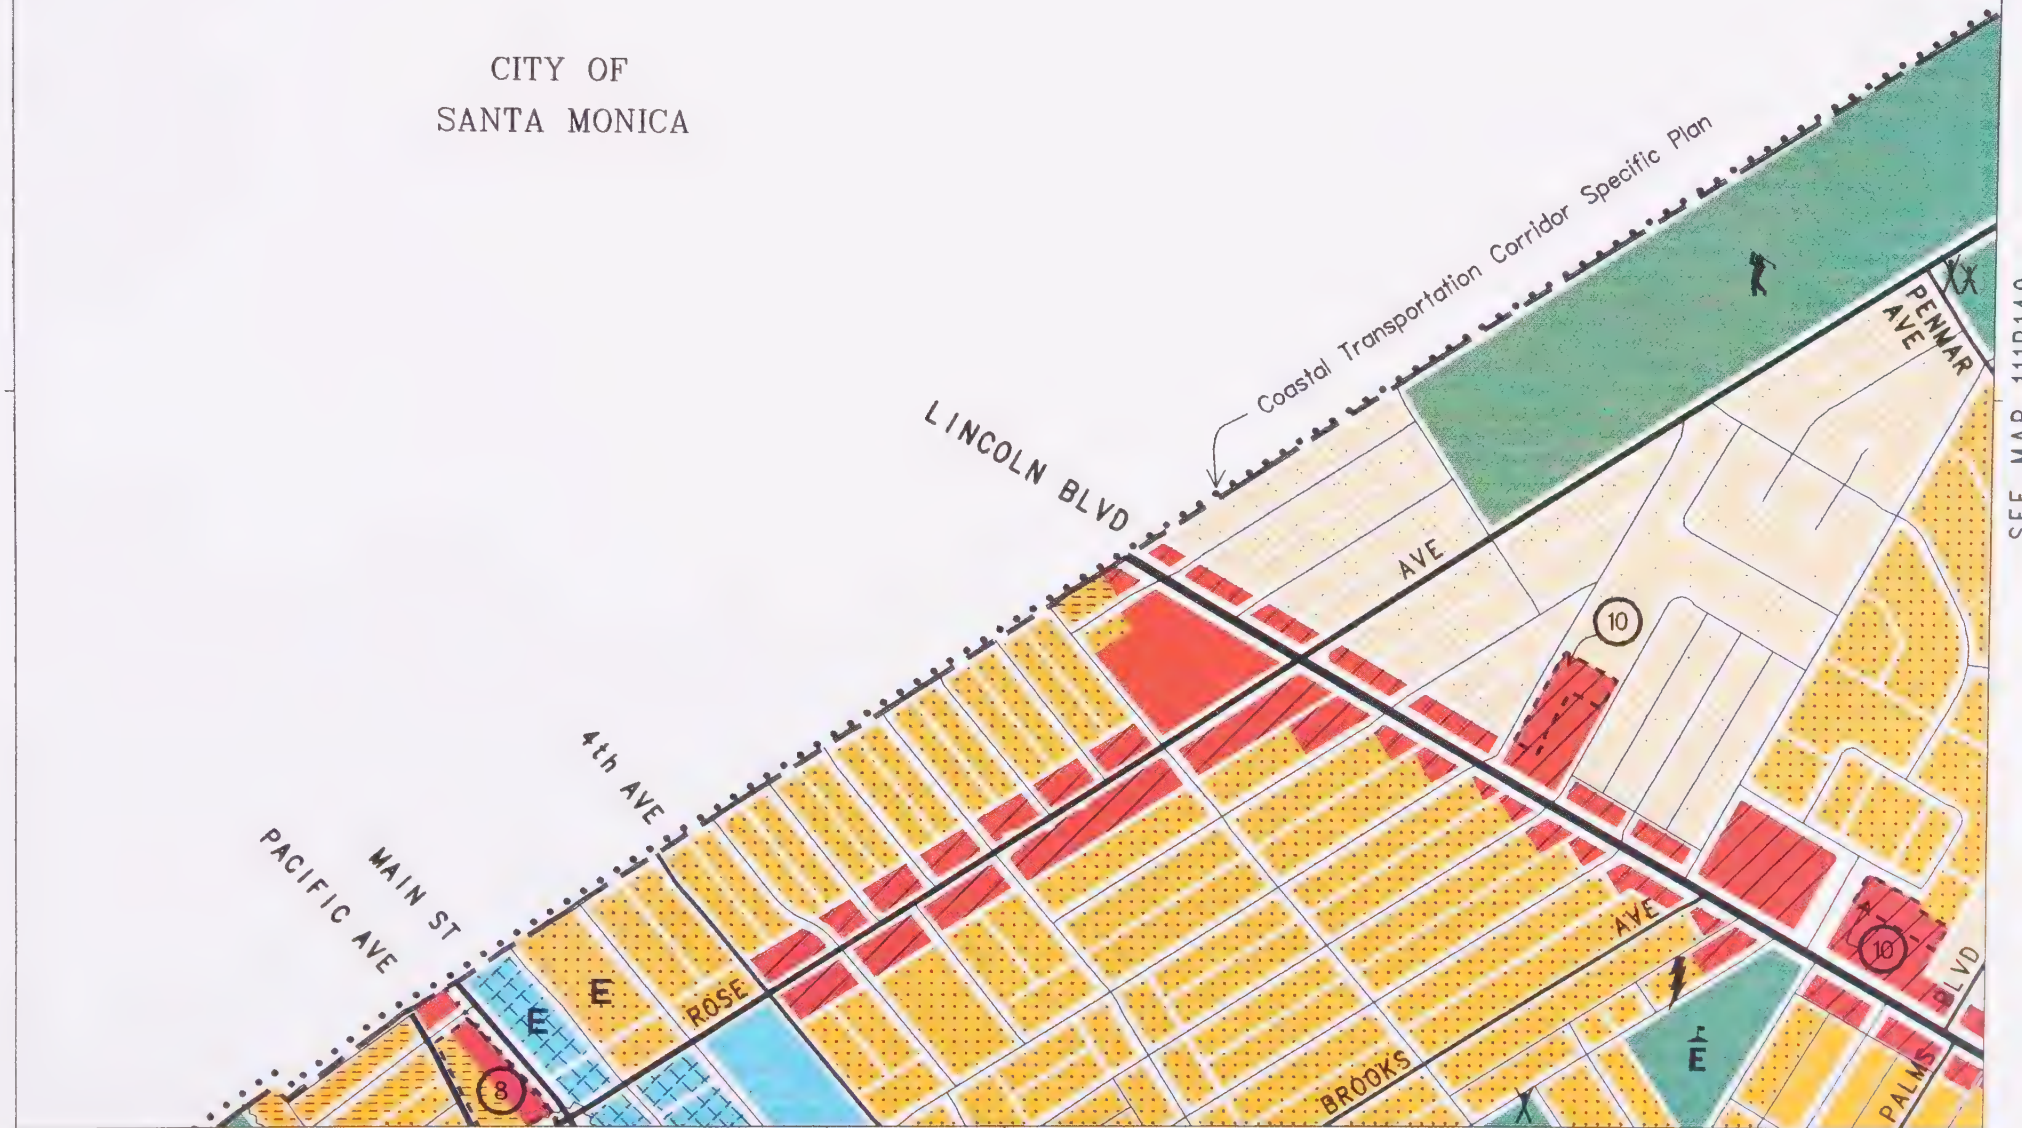 CITY OF
SANTA MONICA
Coastal Transportation Corridor Specific Plan
PENMAR
AVE
LINCOLN BLVD
AVE
10
4th AVE
MAIN ST
PACIFIC AVE
ROSE
AVE
10
BLVD
E
E
E
8
BROOKS
PALMS